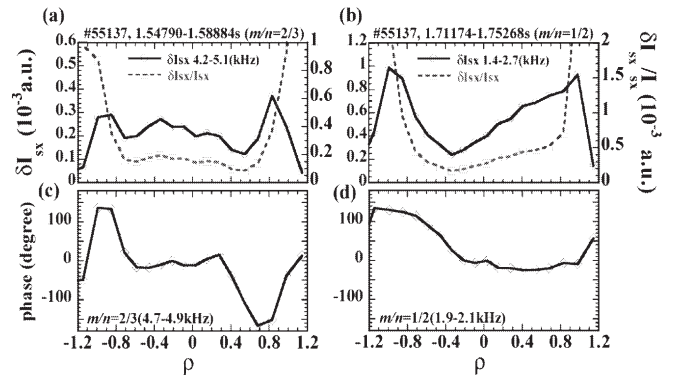 (a)
#55137, 1.54790-1.58884s (m/n=2/3)
(b)
#55137, 1.71174-1.75268s (m/n=1/2)
δIsx 4.2-5.1(kHz)
δIsx/Isx
δIsx 1.4-2.7(kHz)
δIsx/Isx
δI_sx (10^-3 a.u.)
0.6
0.5
0.4
0.3
0.2
0.1
0
1
0.8
0.6
0.4
0.2
0
1.2
1
0.8
0.6
0.4
0.2
0
2
1.5
1
0.5
0
δI_sx/I_sx (10^-3 a.u.)
(c)
(d)
phase (degree)
100
0
-100
100
0
-100
m/n=2/3(4.7-4.9kHz)
m/n=1/2(1.9-2.1kHz)
-1.2 -0.8 -0.4 0 0.4 0.8 1.2
-1.2 -0.8 -0.4 0 0.4 0.8 1.2
ρ
ρ